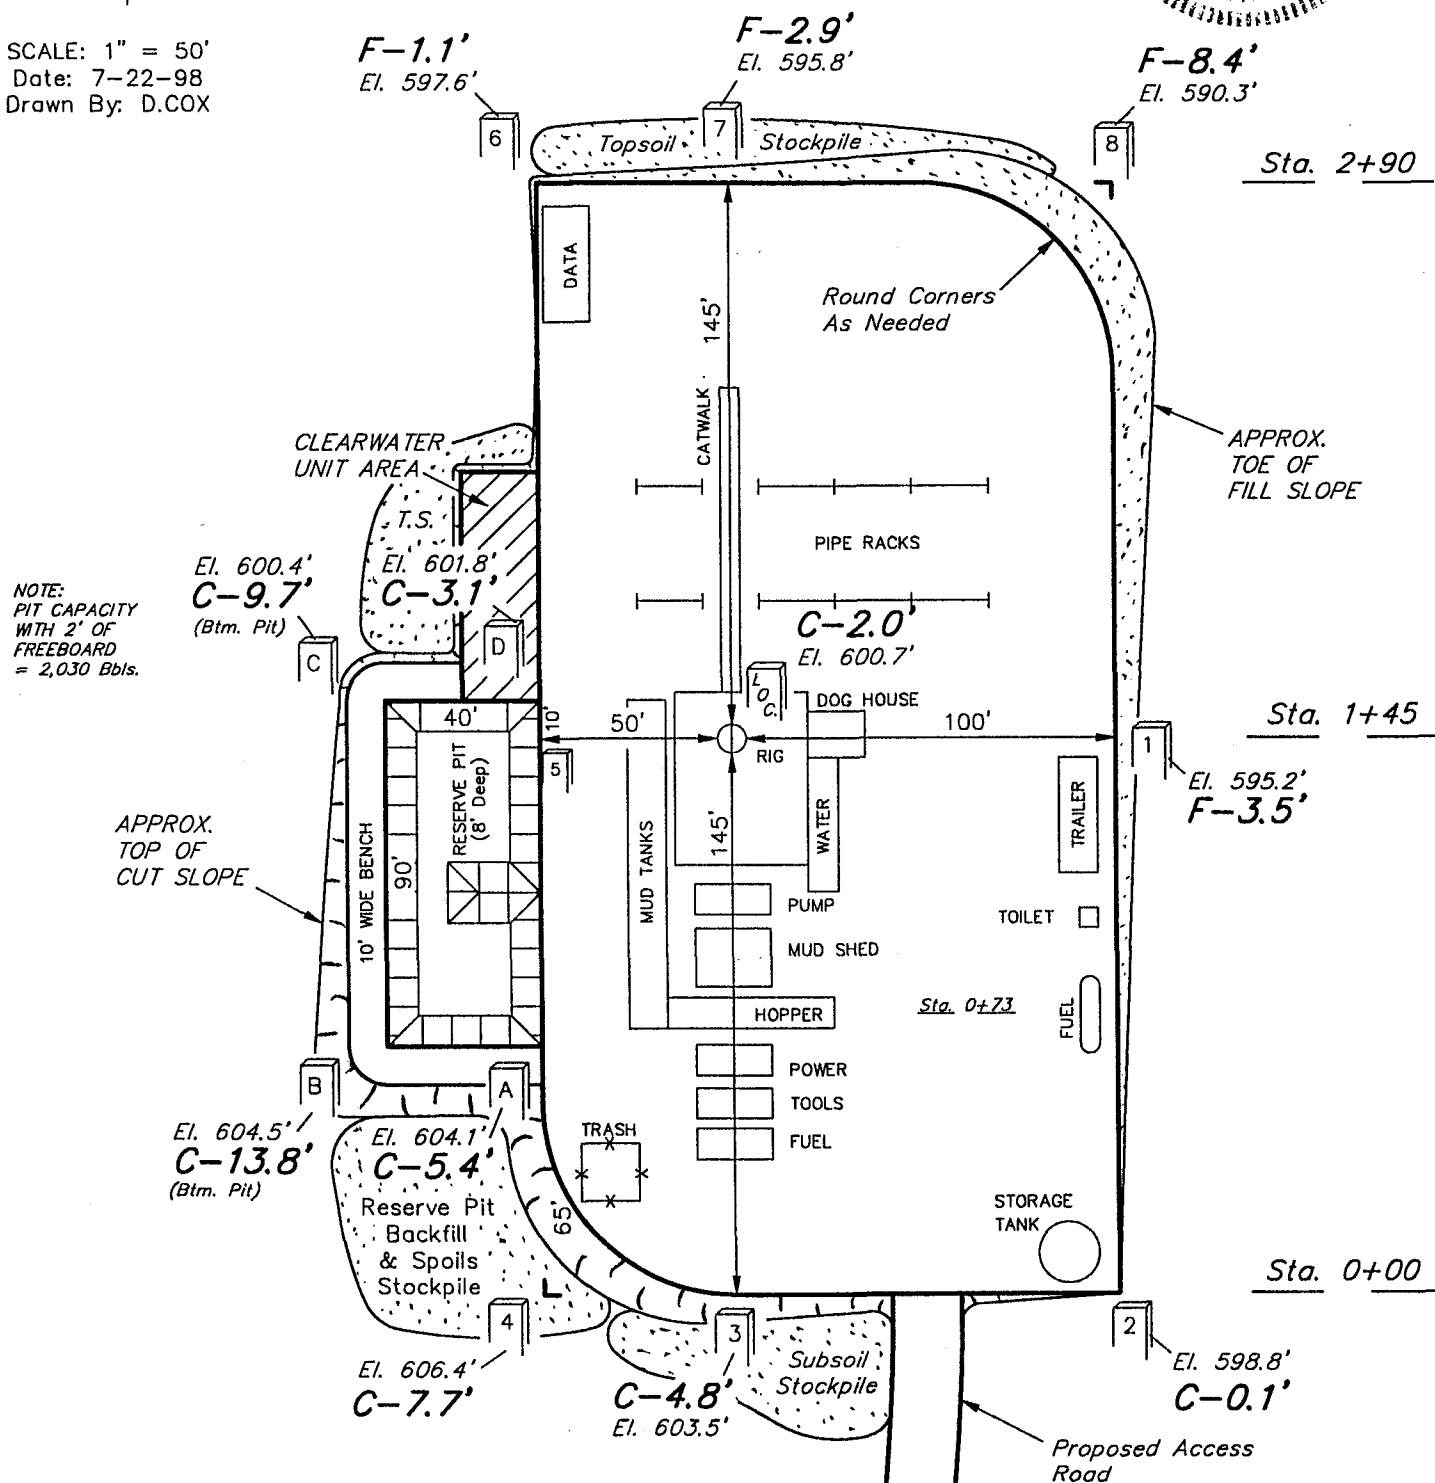 SCALE: 1" = 50'
Date: 7-22-98
Drawn By: D.COX
F-1.1'
El. 597.6'
F-2.9'
El. 595.8'
F-8.4'
El. 590.3'
6
7
8
Topsoil Stockpile
Sta. 2+90
DATA
145'
Round Corners
As Needed
CATWALK
CLEARWATER
UNIT AREA
APPROX.
TOE OF
FILL SLOPE
T.S.
PIPE RACKS
El. 600.4'
C-9.7'
(Btm. Pit)
El. 601.8'
C-3.1'
NOTE:
PIT CAPACITY
WITH 2' OF
FREEBOARD
= 2,030 Bbls.
C-2.0'
El. 600.7'
C
D
LOC.
DOG HOUSE
40'
10'
50'
100'
Sta. 1+45
RIG
5
1
El. 595.2'
F-3.5'
RESERVE PIT
(8' Deep)
APPROX.
TOP OF
CUT SLOPE
10' WIDE BENCH
90'
MUD TANKS
145'
WATER
TRAILER
PUMP
TOILET
MUD SHED
Sta. 0+73
HOPPER
FUEL
B
A
POWER
TOOLS
FUEL
TRASH
El. 604.5'
C-13.8'
(Btm. Pit)
El. 604.1'
C-5.4'
Reserve Pit
Backfill
& Spoils
Stockpile
65'
STORAGE
TANK
Sta. 0+00
4
3
2
El. 606.4'
C-7.7'
C-4.8'
El. 603.5'
Subsoil
Stockpile
El. 598.8'
C-0.1'
Proposed Access
Road